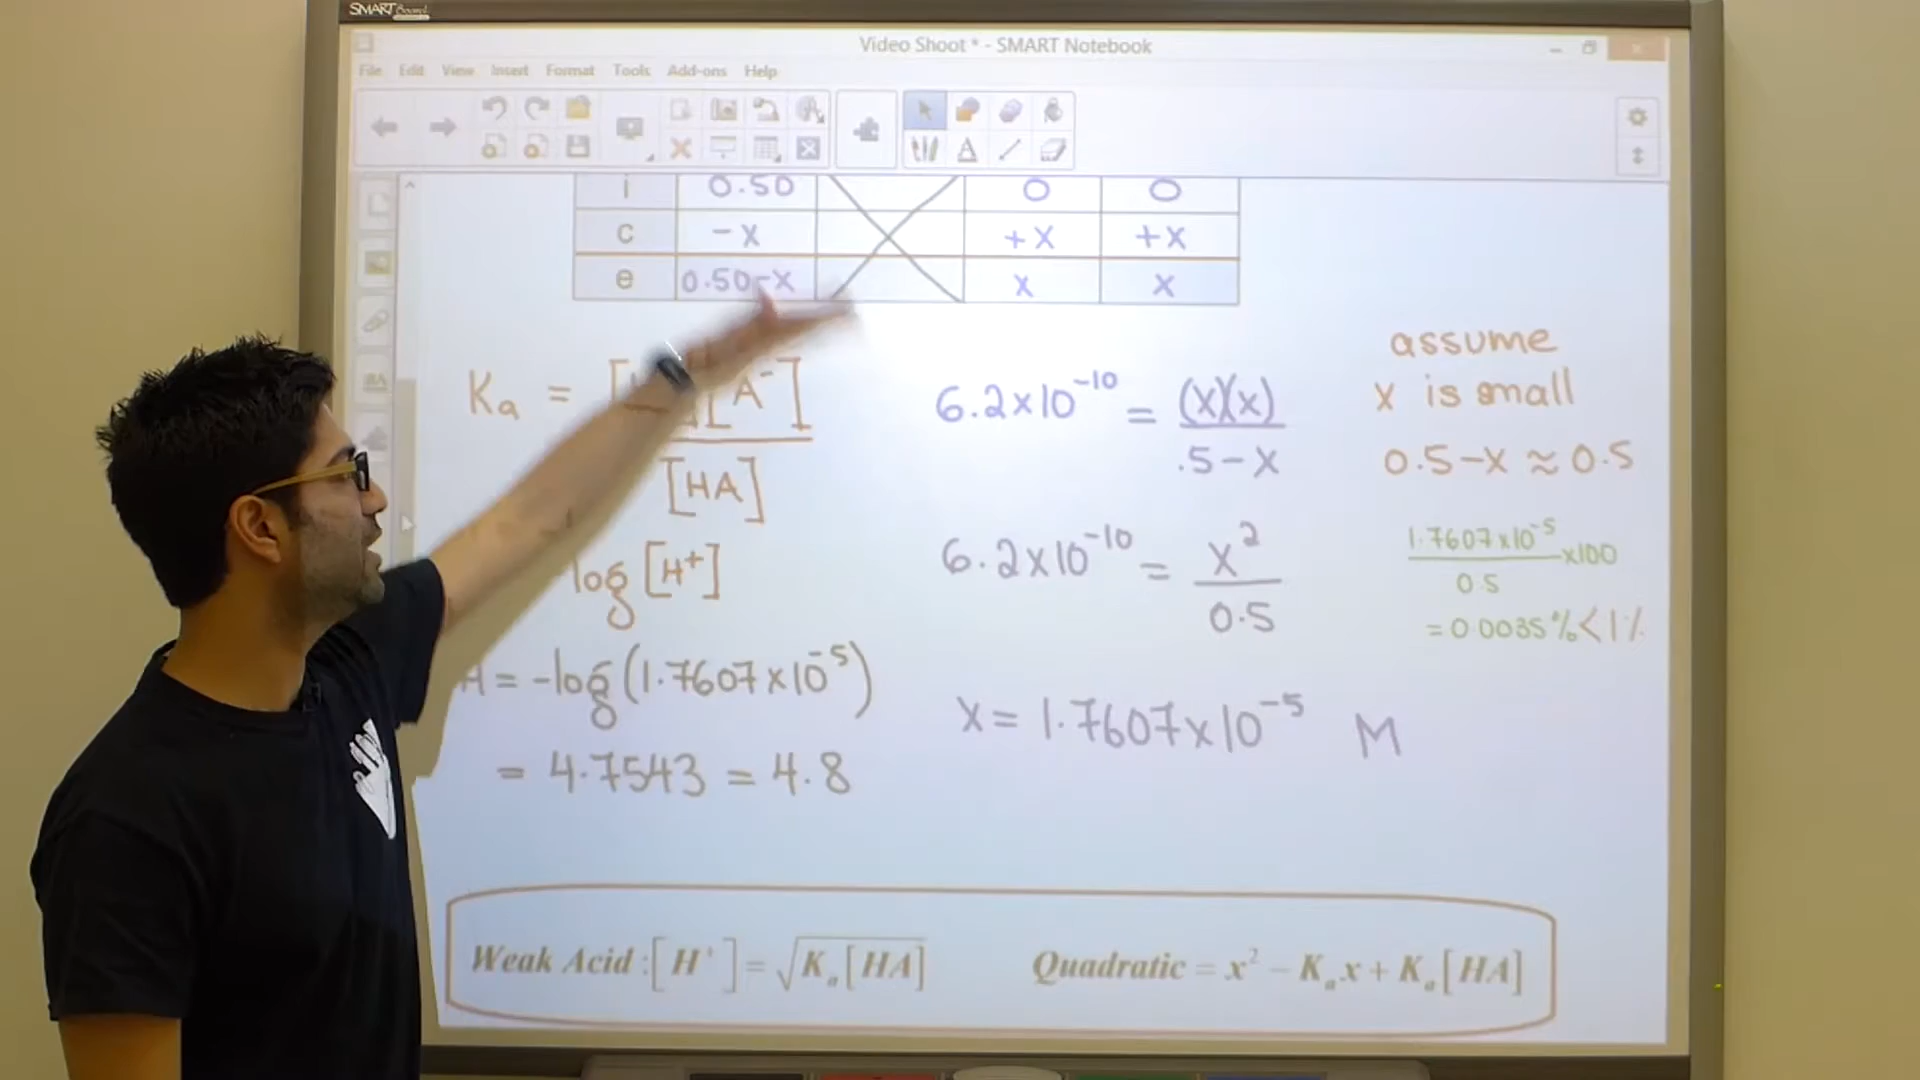 SMART Board
Video Shoot * - SMART Notebook
File Edit View Insert Format Tools Add-ons Help
i 0.50 0 0
c -x +x +x
e 0.50-x x x
Ka = [A⁻]
[HA]
log[H⁺]
= -log(1.7607x10⁻⁵)
= 4.7543 = 4.8
6.2x10⁻¹⁰ = (x)(x)
.5-x
6.2x10⁻¹⁰ = x²
0.5
x = 1.7607x10⁻⁵ M
assume
x is small
0.5-x ≈ 0.5
1.7607x10⁻⁵ x100
0.5
= 0.0035% < 1%
Weak Acid :[H⁺] = √Kₐ[HA] Quadratic = x² - Kₐx + Kₐ[HA]